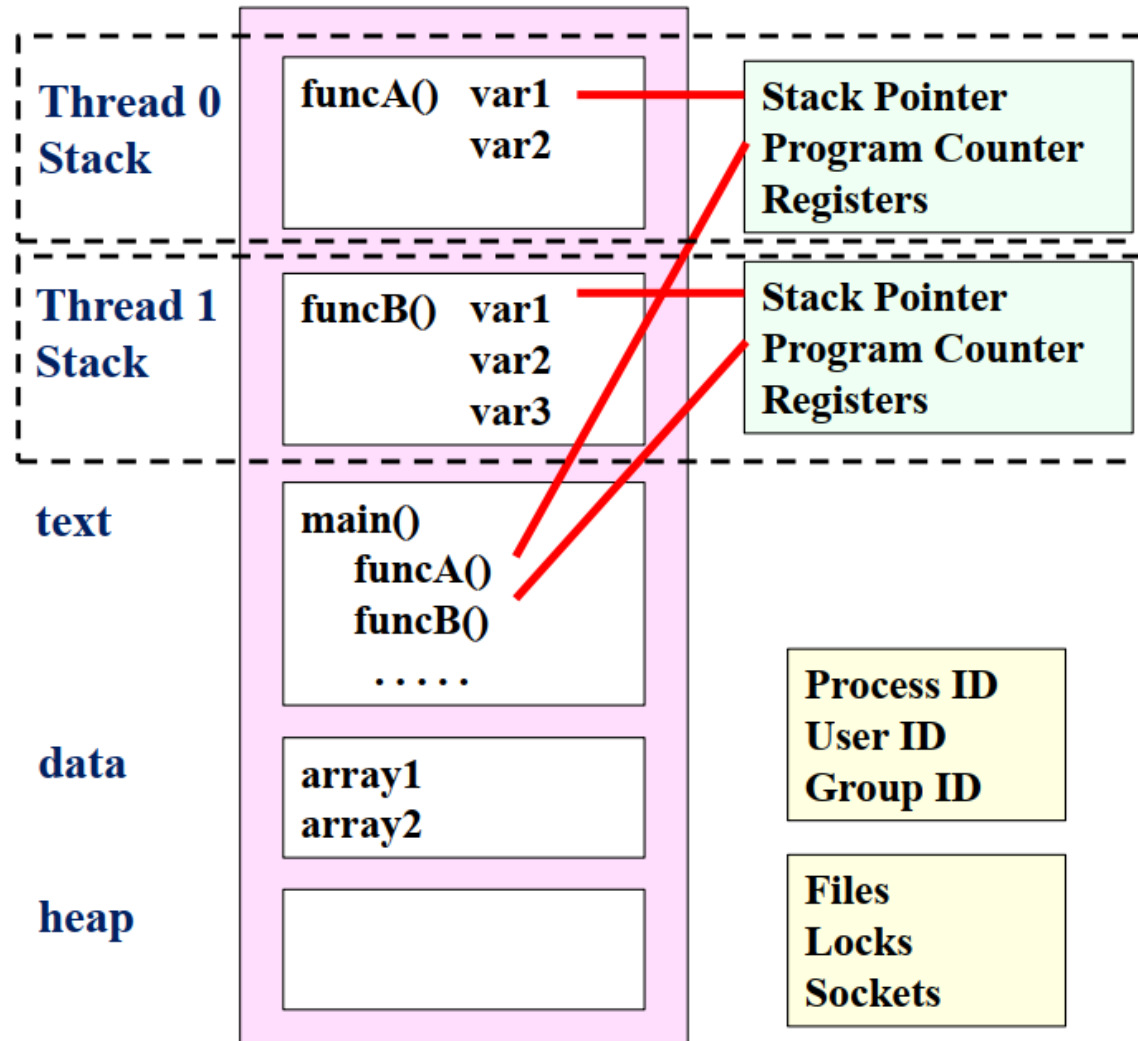 Thread 0
Stack
funcA() var1
var2
Stack Pointer
Program Counter
Registers
Thread 1
Stack
funcB() var1
var2
var3
Stack Pointer
Program Counter
Registers
text
main()
funcA()
funcB()
.....
Process ID
User ID
Group ID
data
array1
array2
heap
Files
Locks
Sockets